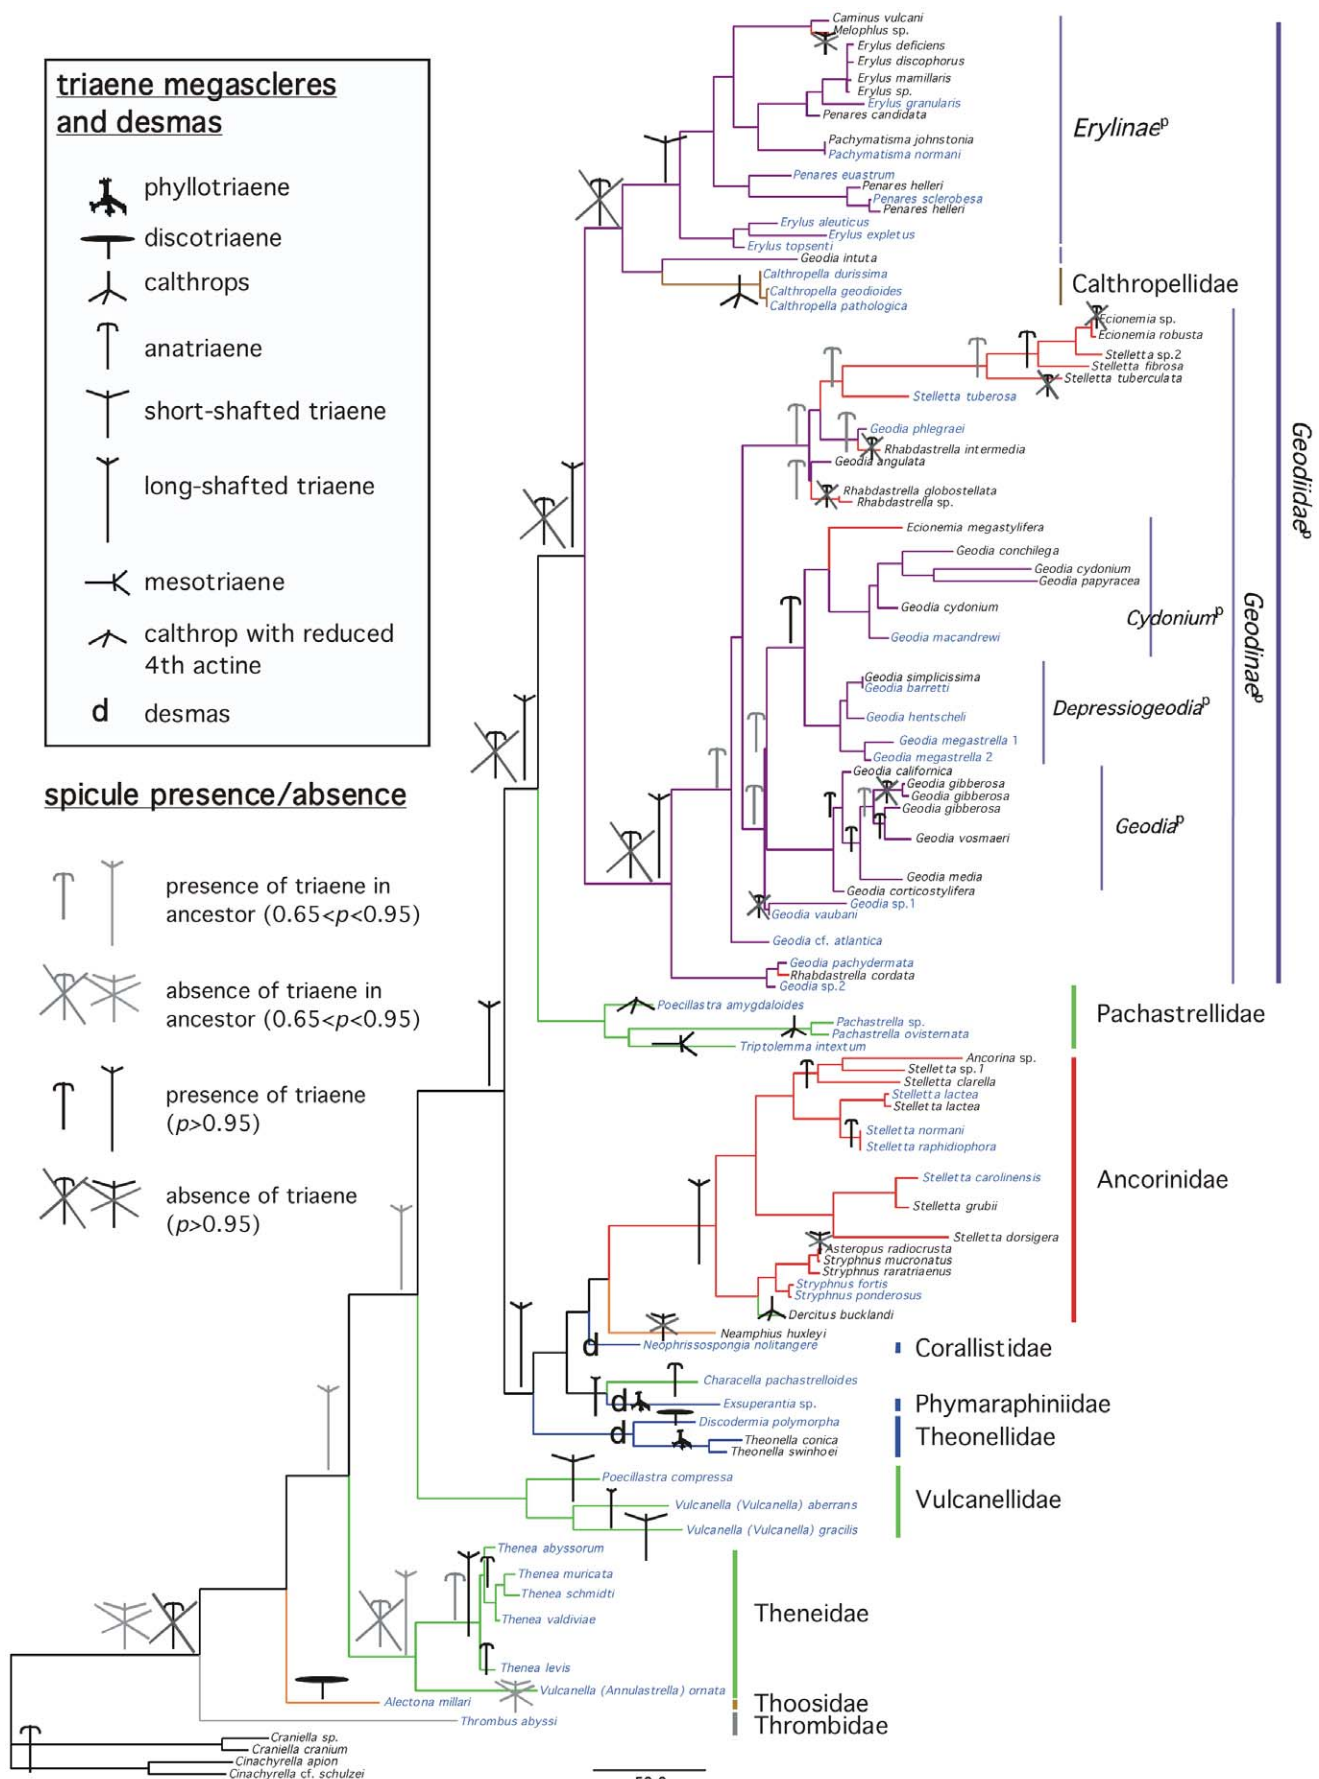 triaene megascleres
and desmas
phyllotriaene
discotriaene
calthrops
anatriaene
short-shafted triaene
long-shafted triaene
mesotriaene
calthrop with reduced
4th actine
d desmas
spicule presence/absence
presence of triaene in
ancestor (0.65<p<0.95)
absence of triaene in
ancestor (0.65<p<0.95)
presence of triaene
(p>0.95)
absence of triaene
(p>0.95)
Caminus vulcani
Melophlus sp.
Erylus deficiens
Erylus discophorus
Erylus mamillaris
Erylus sp.
Erylus granularis
Penares candidata
Pachymatisma johnstonia
Pachymatisma normani
Penares euastrum
Penares helleri
Penares sclerobesa
Penares helleri
Erylus aleuticus
Erylus expletus
Erylus topsenti
Geodia intuta
Calthropella durissima
Calthropella geodioides
Calthropella pathologica
Ecionemia sp.
Ecionemia robusta
Stelletta sp.2
Stelletta fibrosa
Stelletta tuberculata
Stelletta tuberosa
Geodia phlegraei
Rhabdastrella intermedia
Geodia angulata
Rhabdastrella globostellata
Rhabdastrella sp.
Ecionemia megastylifera
Geodia conchilega
Geodia cydonium
Geodia papyracea
Geodia cydonium
Geodia macandrewi
Geodia simplicissima
Geodia barretti
Geodia hentscheli
Geodia megastrella 1
Geodia megastrella 2
Geodia californica
Geodia gibberosa
Geodia gibberosa
Geodia gibberosa
Geodia vosmaeri
Geodia media
Geodia corticostylifera
Geodia sp.1
Geodia vaubani
Geodia cf. atlantica
Geodia pachydermata
Rhabdastrella cordata
Geodia sp.2
Poecillastra amygdaloides
Pachastrella sp.
Pachastrella ovisternata
Triptolemma intextum
Ancorina sp.
Stelletta sp.1
Stelletta clarella
Stelletta lactea
Stelletta lactea
Stelletta normani
Stelletta raphidiophora
Stelletta carolinensis
Stelletta grubii
Stelletta dorsigera
Asteropus radiocrusta
Stryphnus mucronatus
Stryphnus raratriaenus
Stryphnus fortis
Stryphnus ponderosus
Dercitus bucklandi
Neamphius huxleyi
d
Neophrissospongia nolitangere
Characella pachastrelloides
d
Exsuperantia sp.
Discodermia polymorpha
d
Theonella conica
Theonella swinhoei
Poecillastra compressa
Vulcanella (Vulcanella) aberrans
Vulcanella (Vulcanella) gracilis
Thenea abyssorum
Thenea muricata
Thenea schmidti
Thenea valdiviae
Thenea levis
Vulcanella (Annulastrella) ornata
Alectona millari
Thrombus abyssi
Craniella sp.
Craniella cranium
Cinachyrella apion
Cinachyrella cf. schulzei
Erylinaeᵖ
Calthropellidae
Cydoniumᵖ
Depressiogeodiaᵖ
Geodiaᵖ
Geodinaeᵖ
Geodiidaeᵖ
Pachastrellidae
Ancorinidae
Corallistidae
Phymaraphiniidae
Theonellidae
Vulcanellidae
Theneidae
Thoosidae
Thrombidae